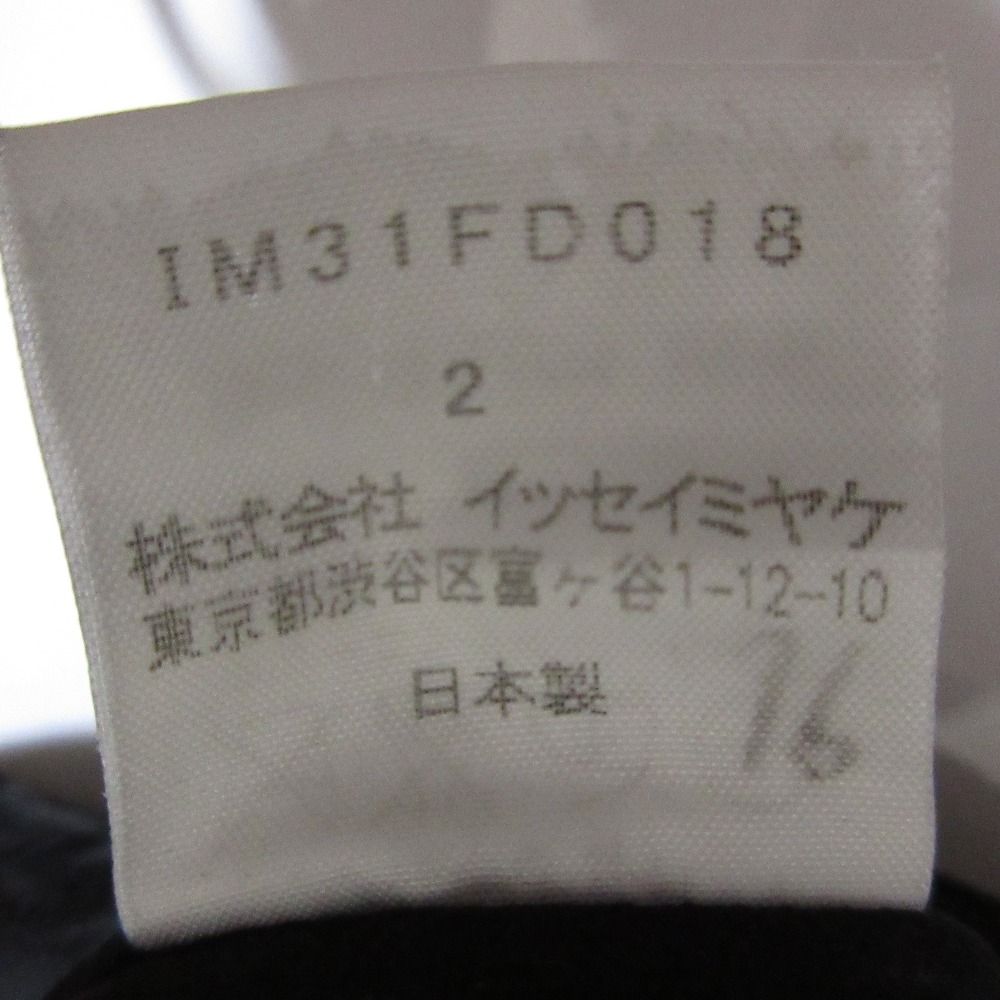 IM31FD018
2
株式会社 イッセイミヤケ
東京都渋谷区富ヶ谷1-12-10
日本製
76